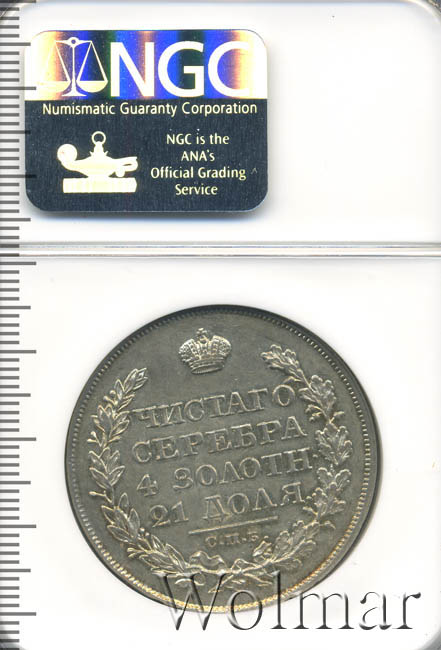 NGC
Numismatic Guaranty Corporation
NGC is the
ANA's
Official Grading
Service
ЧИСТАГО
СЕРЕБРА
4 ЗОЛОТН
21 ДОЛЯ
С.П.Б.
Wolmar